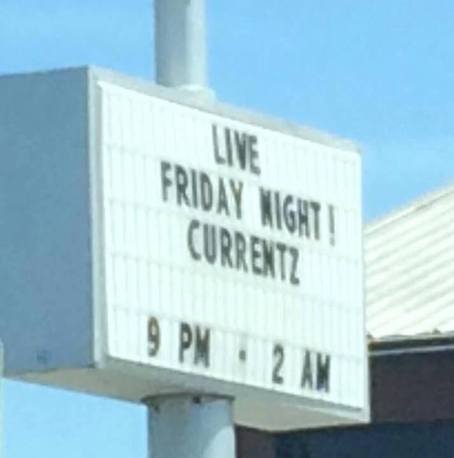 LIVE
FRIDAY NIGHT!
CURRENTZ
9 PM - 2 AM